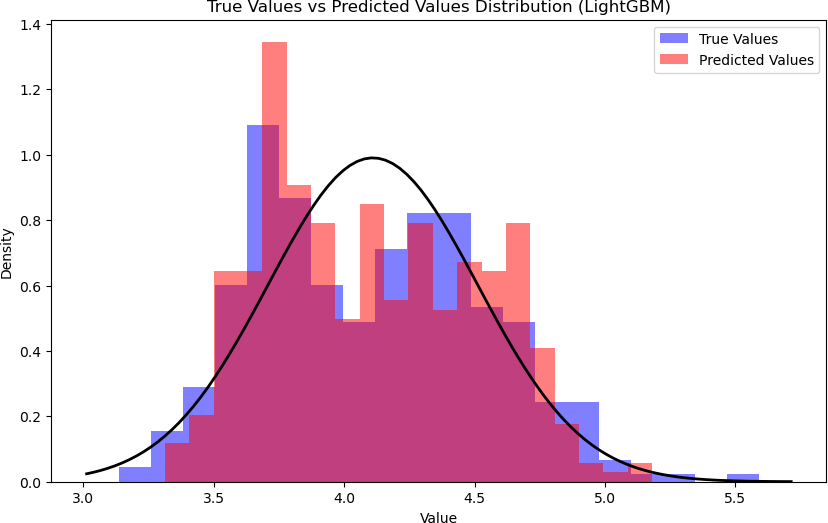 True Values vs Predicted Values Distribution (LightGBM)
True Values
Predicted Values
Density
1.4
1.2
1.0
0.8
0.6
0.4
0.2
0.0
3.0 3.5 4.0 4.5 5.0 5.5
Value